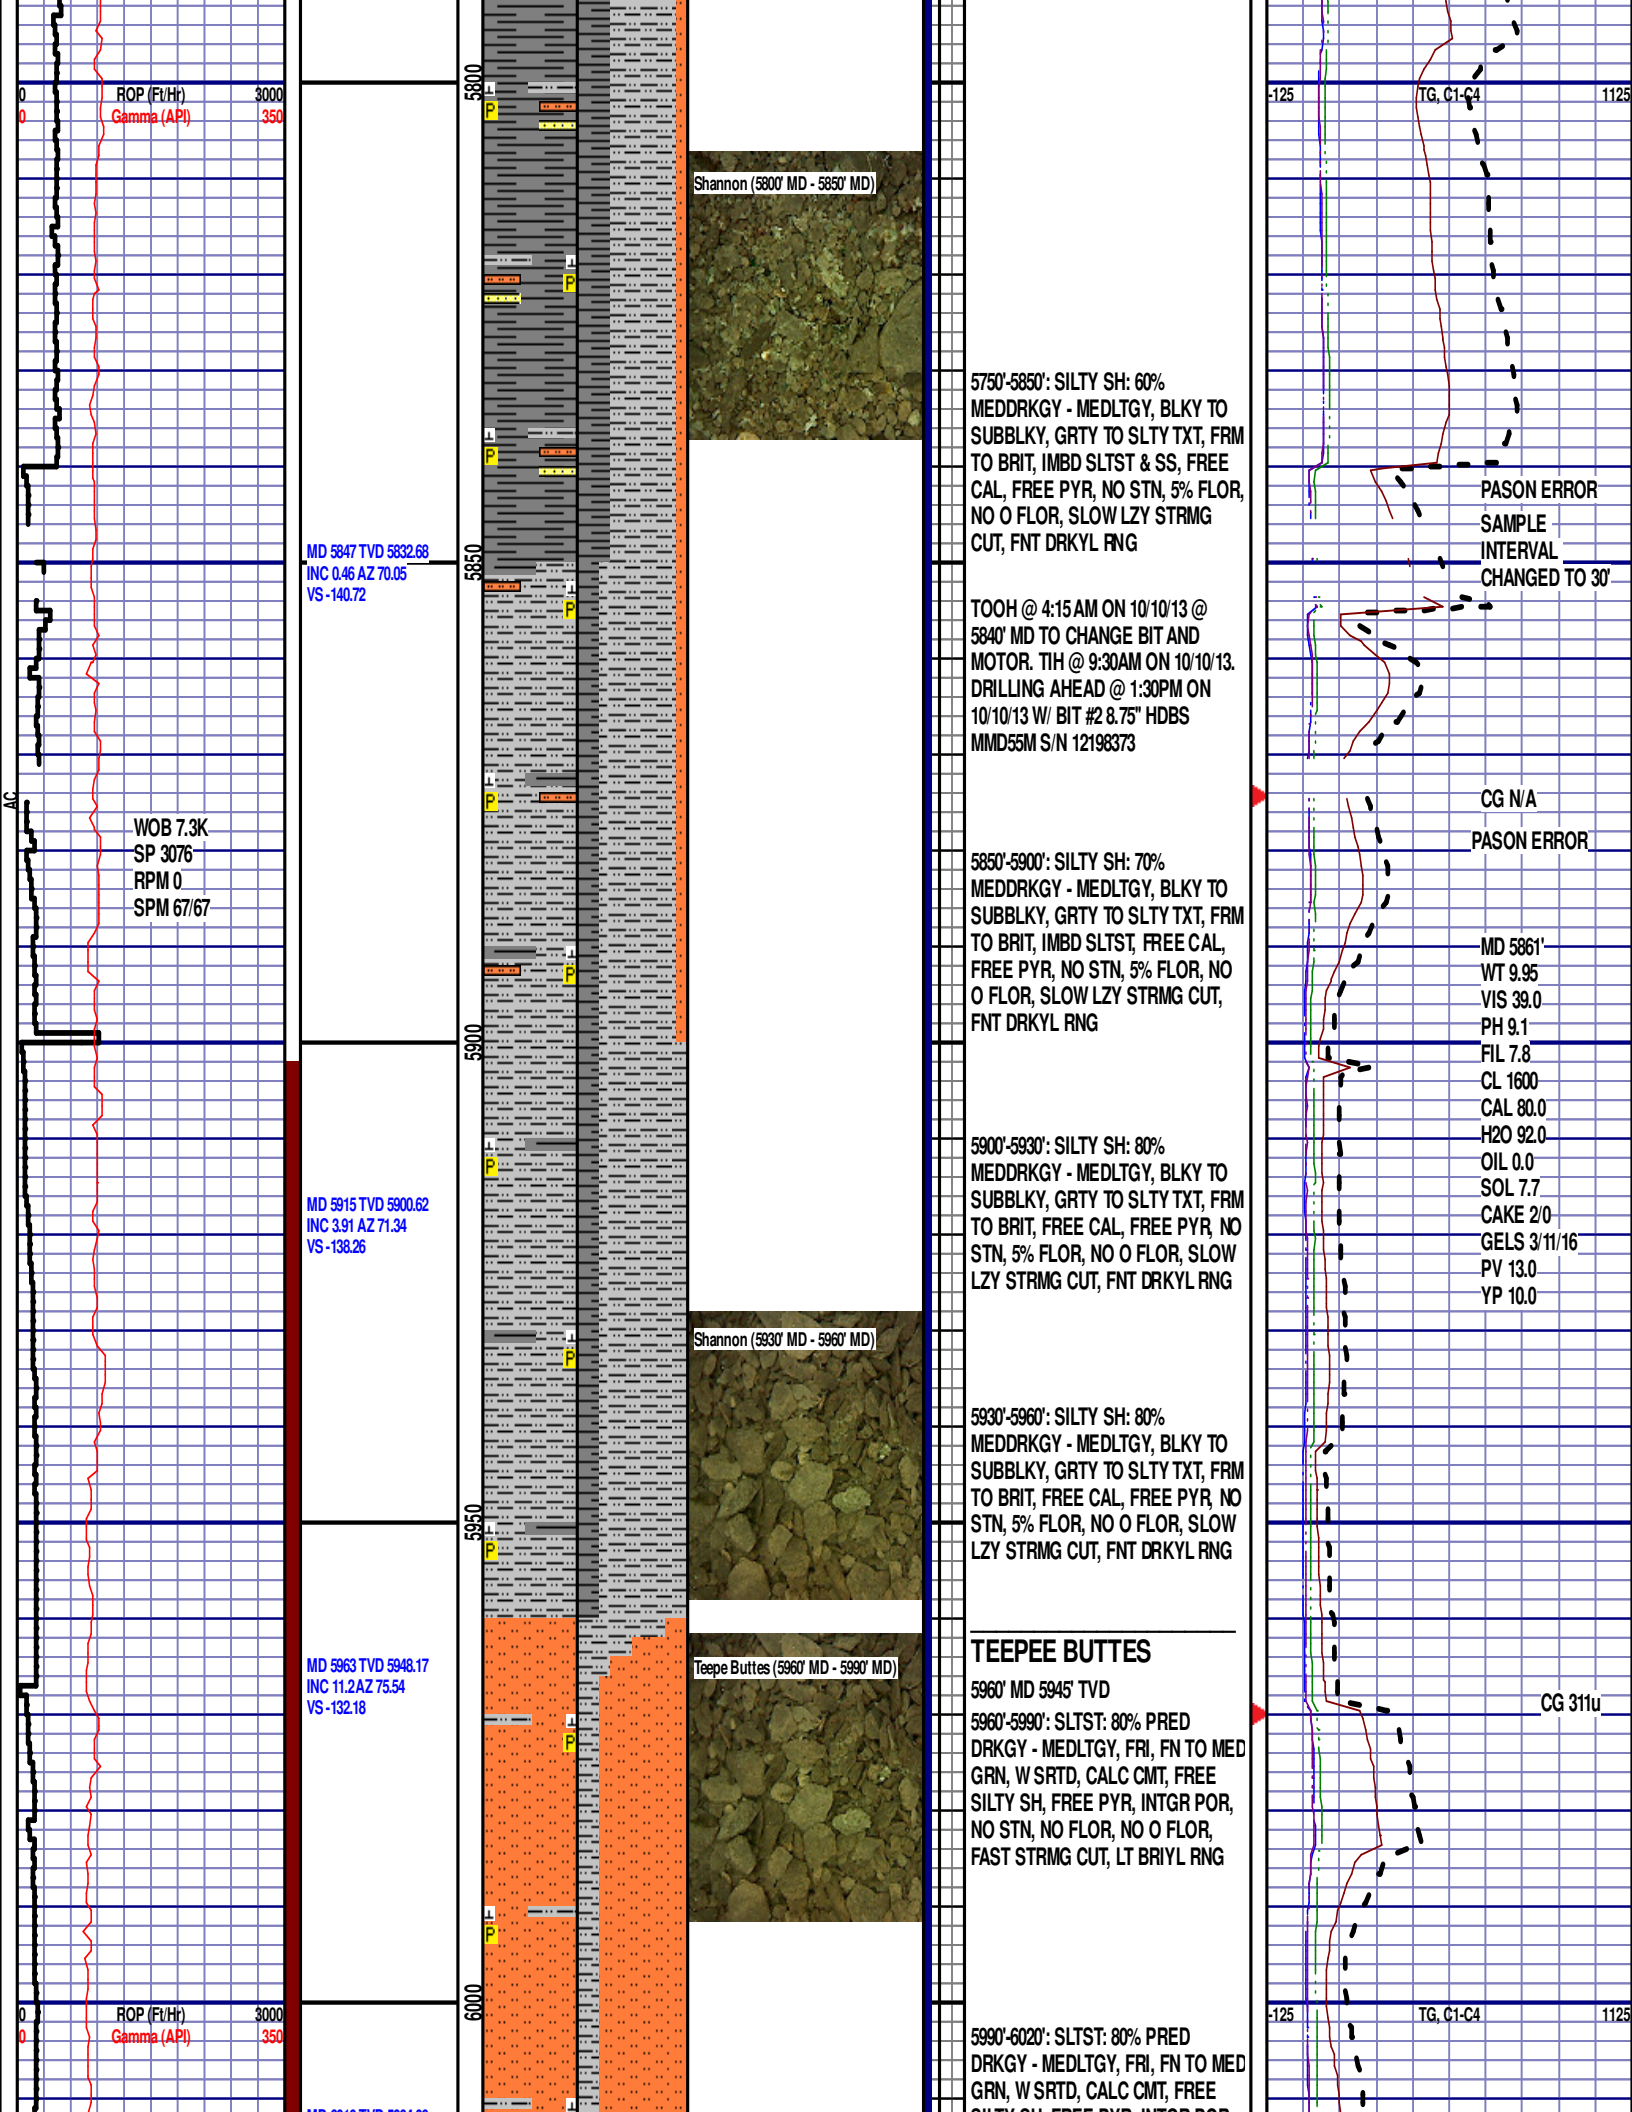 0 ROP (Ft/Hr) 3000
0 Gamma (API) 350
AC
WOB 7.3K
SP 3076
RPM 0
SPM 67/67
0 ROP (Ft/Hr) 3000
0 Gamma (API) 350
MD 5847 TVD 5832.68
INC 0.46 AZ 70.05
VS -140.72
MD 5915 TVD 5900.62
INC 3.91 AZ 71.34
VS -138.26
MD 5963 TVD 5948.17
INC 11.2 AZ 75.54
VS -132.18
5800
5850
5900
5950
6000
P
P
P
P
P
P
P
P
P
P
P
Shannon (5800' MD - 5850' MD)
Shannon (5930' MD - 5960' MD)
Teepe Buttes (5960' MD - 5990' MD)
5750'-5850': SILTY SH: 60%
MEDDRKGY - MEDLTGY, BLKY TO
SUBBLKY, GRTY TO SLTY TXT, FRM
TO BRIT, IMBD SLTST & SS, FREE
CAL, FREE PYR, NO STN, 5% FLOR,
NO O FLOR, SLOW LZY STRMG
CUT, FNT DRKYL RNG
TOOH @ 4:15 AM ON 10/10/13 @
5840' MD TO CHANGE BIT AND
MOTOR. TIH @ 9:30AM ON 10/10/13.
DRILLING AHEAD @ 1:30PM ON
10/10/13 W/ BIT #2 8.75" HDBS
MMD55M S/N 12198373
5850'-5900': SILTY SH: 70%
MEDDRKGY - MEDLTGY, BLKY TO
SUBBLKY, GRTY TO SLTY TXT, FRM
TO BRIT, IMBD SLTST, FREE CAL,
FREE PYR, NO STN, 5% FLOR, NO
O FLOR, SLOW LZY STRMG CUT,
FNT DRKYL RNG
5900'-5930': SILTY SH: 80%
MEDDRKGY - MEDLTGY, BLKY TO
SUBBLKY, GRTY TO SLTY TXT, FRM
TO BRIT, FREE CAL, FREE PYR, NO
STN, 5% FLOR, NO O FLOR, SLOW
LZY STRMG CUT, FNT DRKYL RNG
5930'-5960': SILTY SH: 80%
MEDDRKGY - MEDLTGY, BLKY TO
SUBBLKY, GRTY TO SLTY TXT, FRM
TO BRIT, FREE CAL, FREE PYR, NO
STN, 5% FLOR, NO O FLOR, SLOW
LZY STRMG CUT, FNT DRKYL RNG
TEEPEE BUTTES
5960' MD 5945' TVD
5960'-5990': SLTST: 80% PRED
DRKGY - MEDLTGY, FRI, FN TO MED
GRN, W SRTD, CALC CMT, FREE
SILTY SH, FREE PYR, INTGR POR,
NO STN, NO FLOR, NO O FLOR,
FAST STRMG CUT, LT BRIYL RNG
5990'-6020': SLTST: 80% PRED
DRKGY - MEDLTGY, FRI, FN TO MED
GRN, W SRTD, CALC CMT, FREE
-125 TG, C1-C4 1125
PASON ERROR
SAMPLE
INTERVAL
CHANGED TO 30'
CG N/A
PASON ERROR
MD 5861'
WT 9.95
VIS 39.0
PH 9.1
FIL 7.8
CL 1600
CAL 80.0
H2O 92.0
OIL 0.0
SOL 7.7
CAKE 2/0
GELS 3/11/16
PV 13.0
YP 10.0
CG 311u
-125 TG, C1-C4 1125